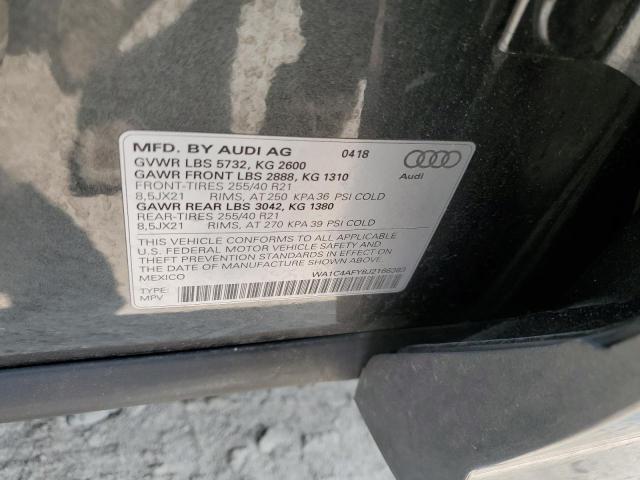 MFD. BY AUDI AG 0418
GVWR LBS 5732, KG 2600
GAWR FRONT LBS 2888, KG 1310
FRONT-TIRES 255/40 R21
8,5JX21 RIMS, AT 250 KPA 36 PSI COLD
GAWR REAR LBS 3042, KG 1380
REAR-TIRES 255/40 R21
8,5JX21 RIMS, AT 270 KPA 39 PSI COLD
Audi
THIS VEHICLE CONFORMS TO ALL APPLICABLE
U.S. FEDERAL MOTOR VEHICLE SAFETY AND
THEFT PREVENTION STANDARDS IN EFFECT ON
THE DATE OF MANUFACTURE SHOWN ABOVE.
MEXICO WA1C4AFY8J2186383
TYPE:
MPV